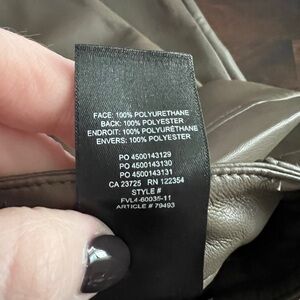 FACE: 100% POLYURETHANE
BACK: 100% POLYESTER
ENDROIT: 100% POLYURÉTHANE
ENVERS: 100% POLYESTER
PO 4500143129
PO 4500143130
PO 4500143131
CA 23725 RN 122354
STYLE #
FVL4-60035-11
ARTICLE # 79493